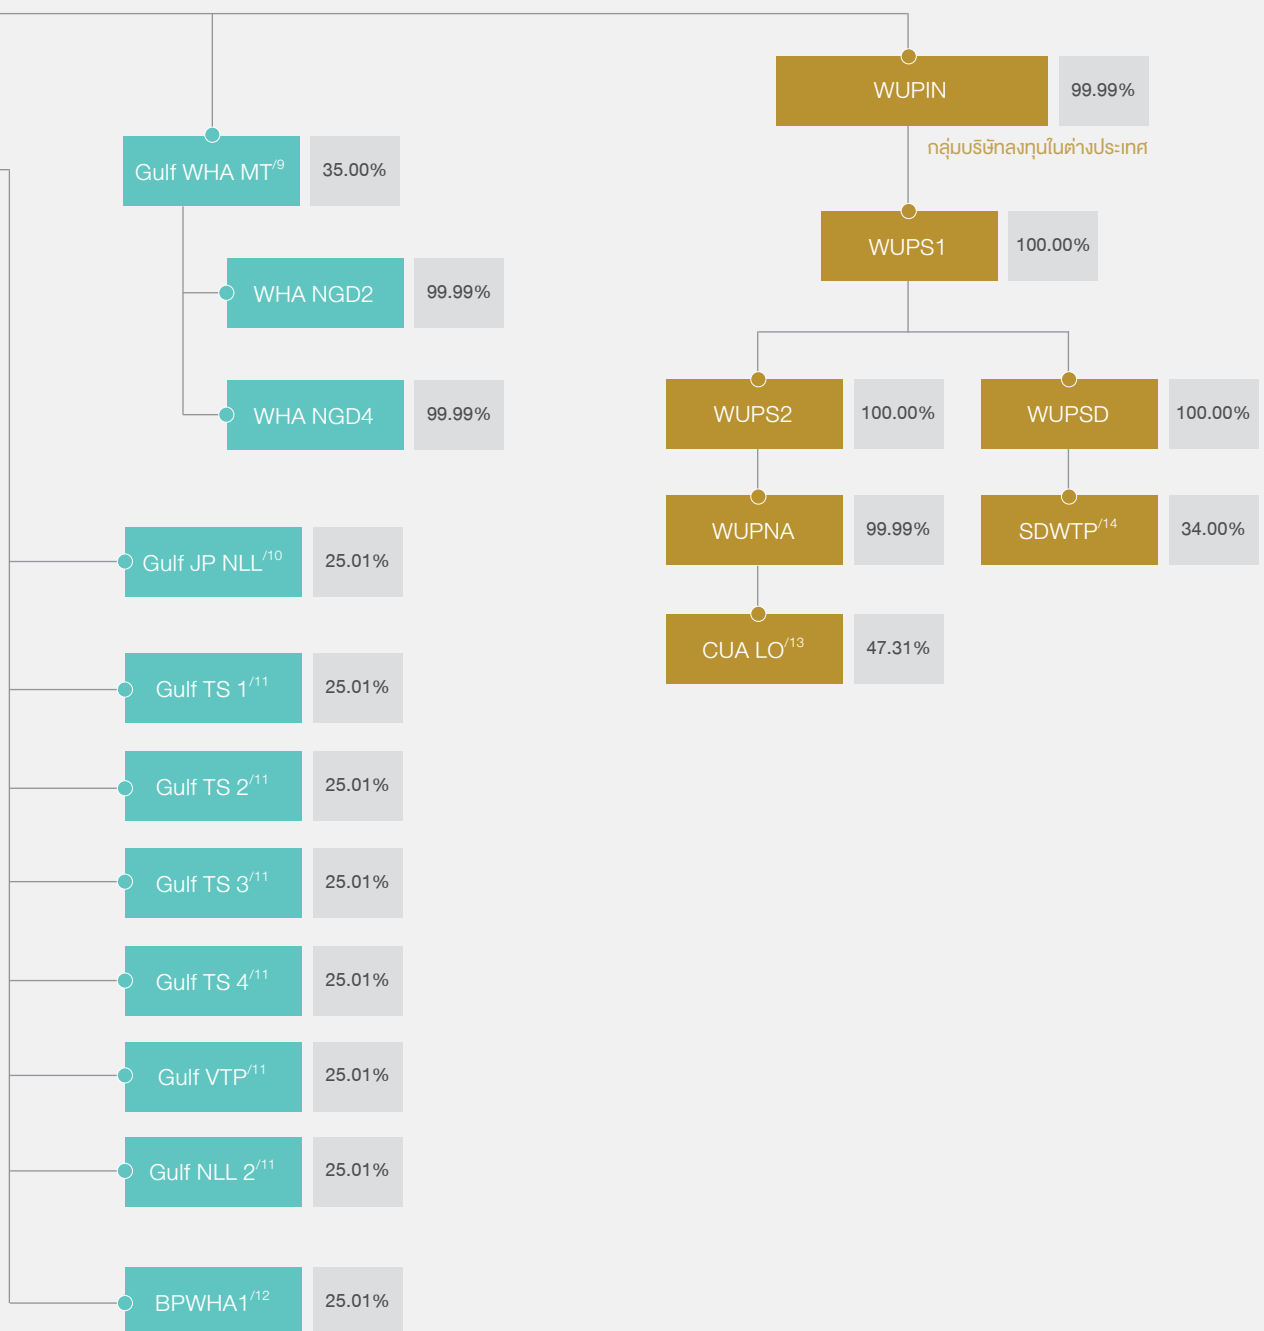 WUPIN 99.99%
กลุ่มบริษัทลงทุนในต่างประเทศ
Gulf WHA MT/9 35.00%
WUPS1 100.00%
WHA NGD2 99.99%
WHA NGD4 99.99%
WUPS2 100.00%
WUPSD 100.00%
WUPNA 99.99%
SDWTP/14 34.00%
CUA LO/13 47.31%
Gulf JP NLL/10 25.01%
Gulf TS 1/11 25.01%
Gulf TS 2/11 25.01%
Gulf TS 3/11 25.01%
Gulf TS 4/11 25.01%
Gulf VTP/11 25.01%
Gulf NLL 2/11 25.01%
BPWHA1/12 25.01%